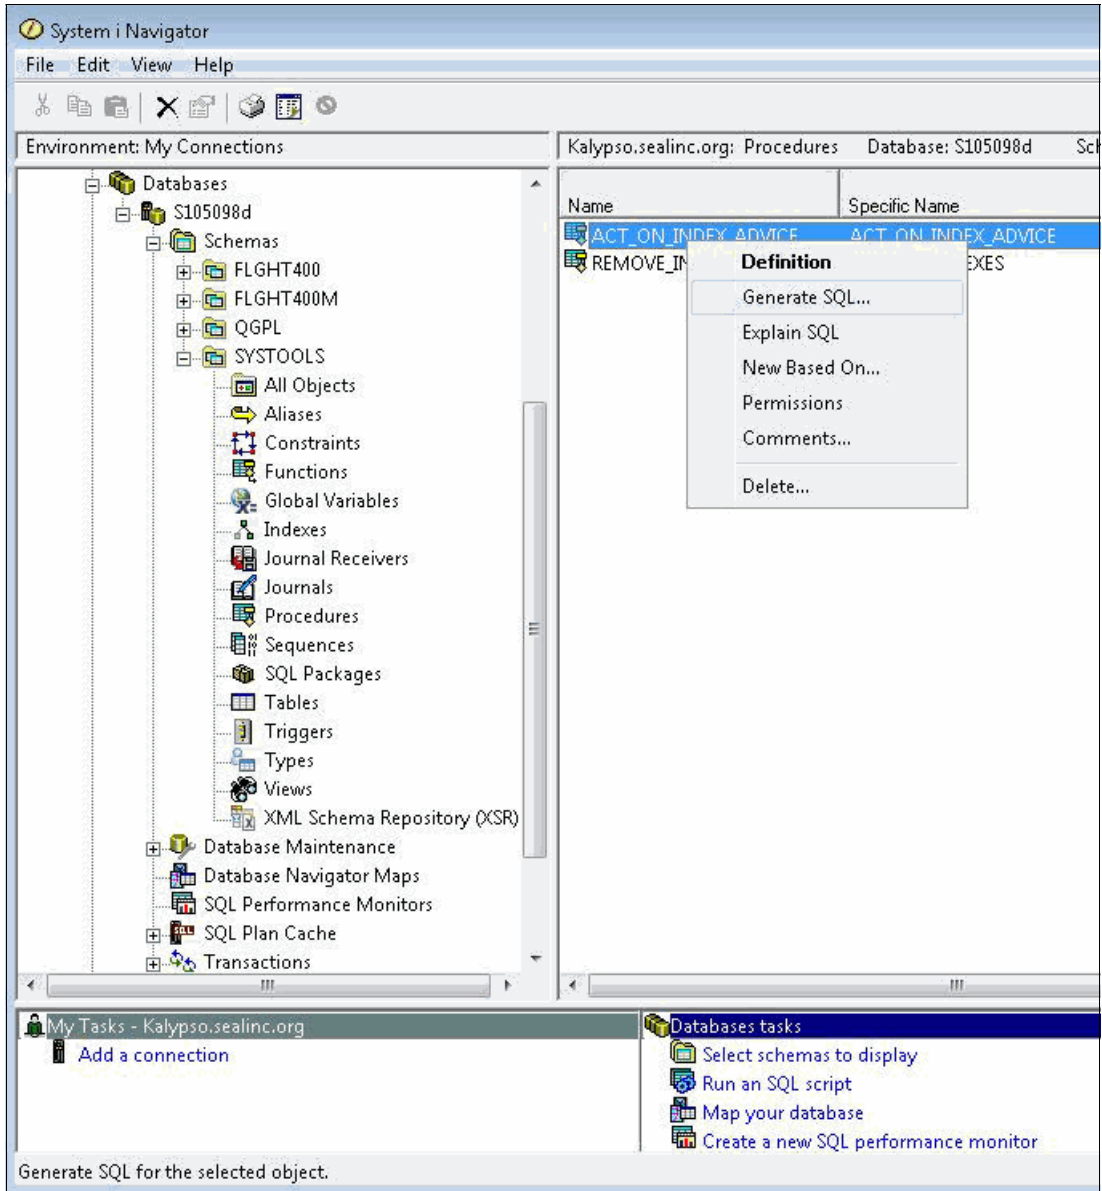 System i Navigator
File Edit View Help
Environment: My Connections
Kalypso.sealinc.org: Procedures Database: S105098d
Databases
S105098d
Schemas
FLGHT400
FLGHT400M
QGPL
SYSTOOLS
All Objects
Aliases
Constraints
Functions
Global Variables
Indexes
Journal Receivers
Journals
Procedures
Sequences
SQL Packages
Tables
Triggers
Types
Views
XML Schema Repository (XSR)
Database Maintenance
Database Navigator Maps
SQL Performance Monitors
SQL Plan Cache
Transactions
Name Specific Name
ACT_ON_INDEX_ADVICE ACT_ON_INDEX_ADVICE
REMOVE_IN EXES
Definition
Generate SQL...
Explain SQL
New Based On...
Permissions
Comments...
Delete...
My Tasks - Kalypso.sealinc.org
Add a connection
Databases tasks
Select schemas to display
Run an SQL script
Map your database
Create a new SQL performance monitor
Generate SQL for the selected object.